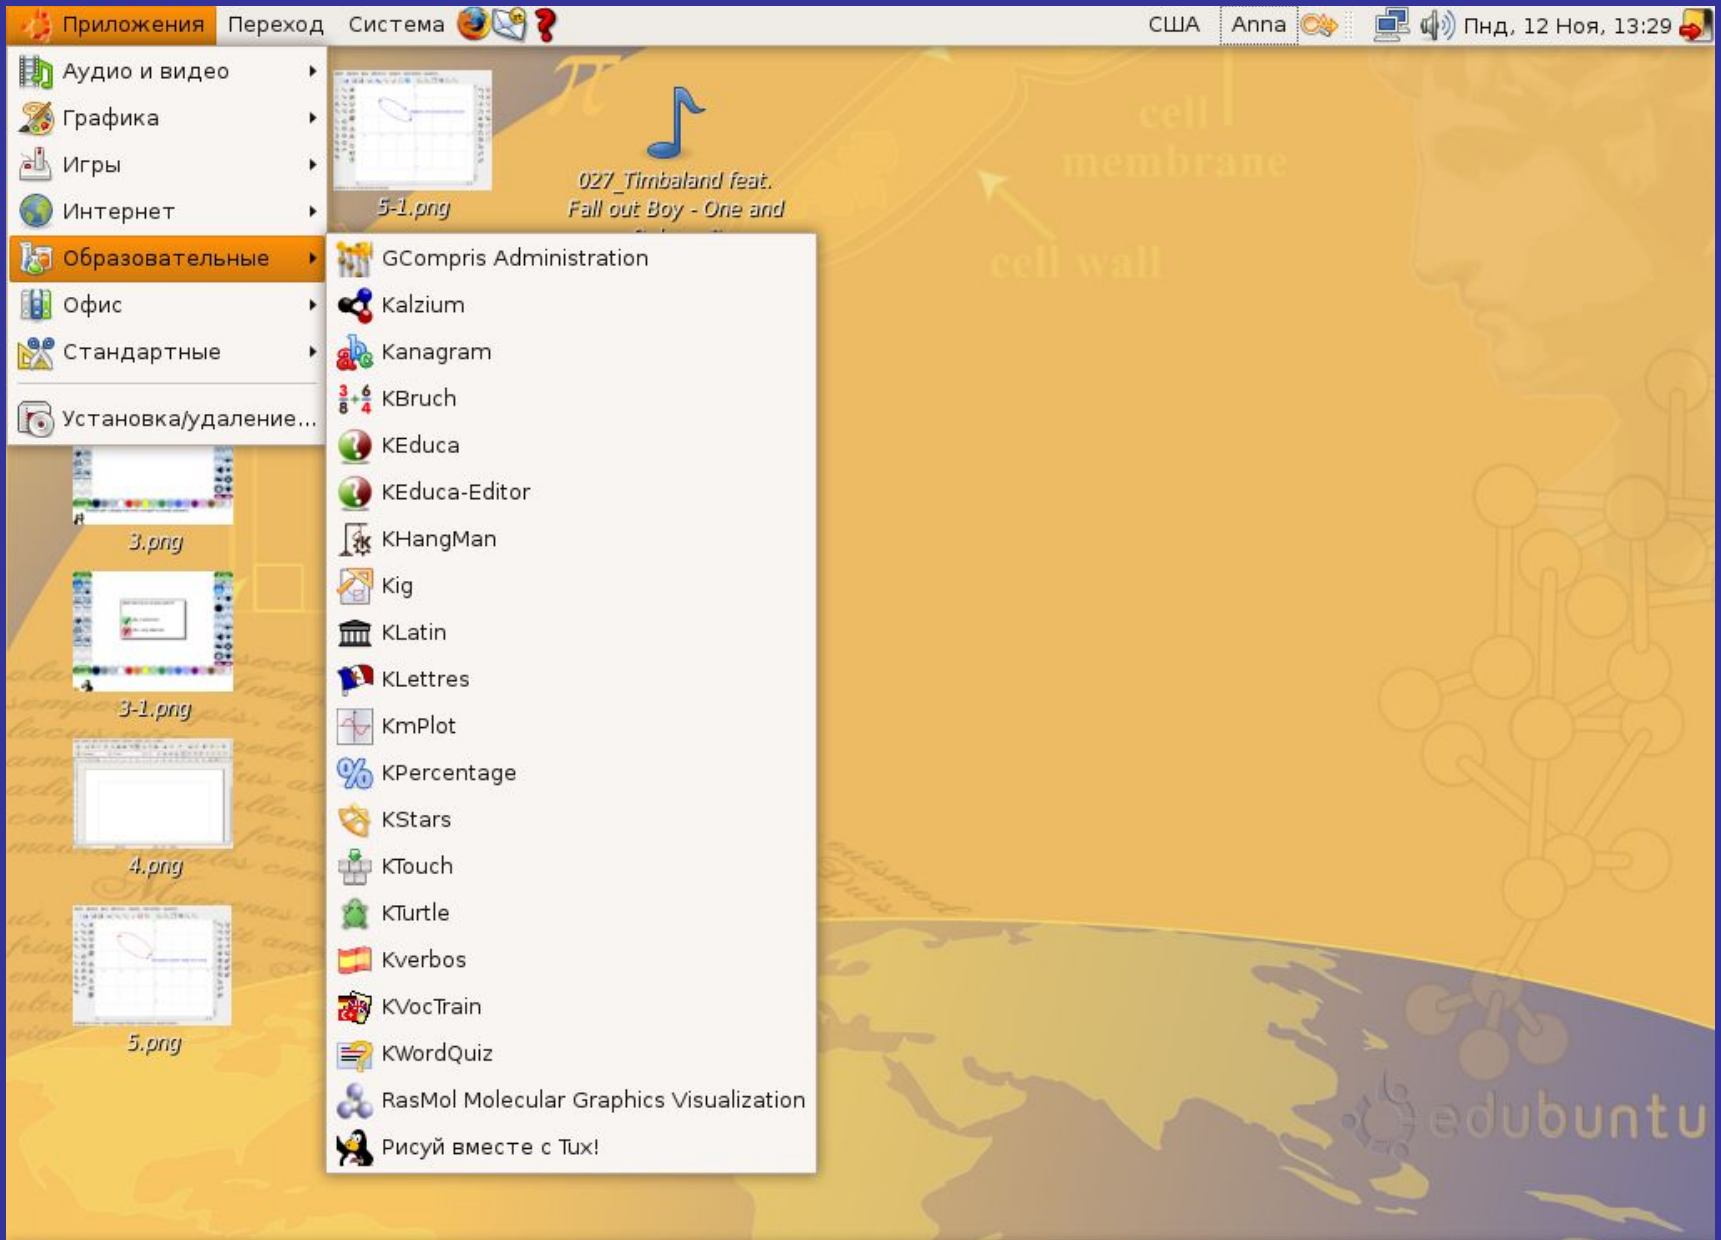 Приложения Переход Система США Anna Пнд, 12 Ноя, 13:29
Аудио и видео
Графика
Игры
Интернет
Образовательные
Офис
Стандартные
Установка/удаление...
5-1.png
027_Timbaland feat.
Fall out Boy - One and
cell
membrane
cell wall
GCompris Administration
Kalzium
Kanagram
KBruch
KEduca
KEduca-Editor
KHangMan
Kig
KLatin
KLettres
KmPlot
KPercentage
KStars
KTouch
KTurtle
Kverbos
KVocTrain
KWordQuiz
RasMol Molecular Graphics Visualization
Рисуй вместе с Tux!
3.png
3-1.png
4.png
5.png
edubuntu